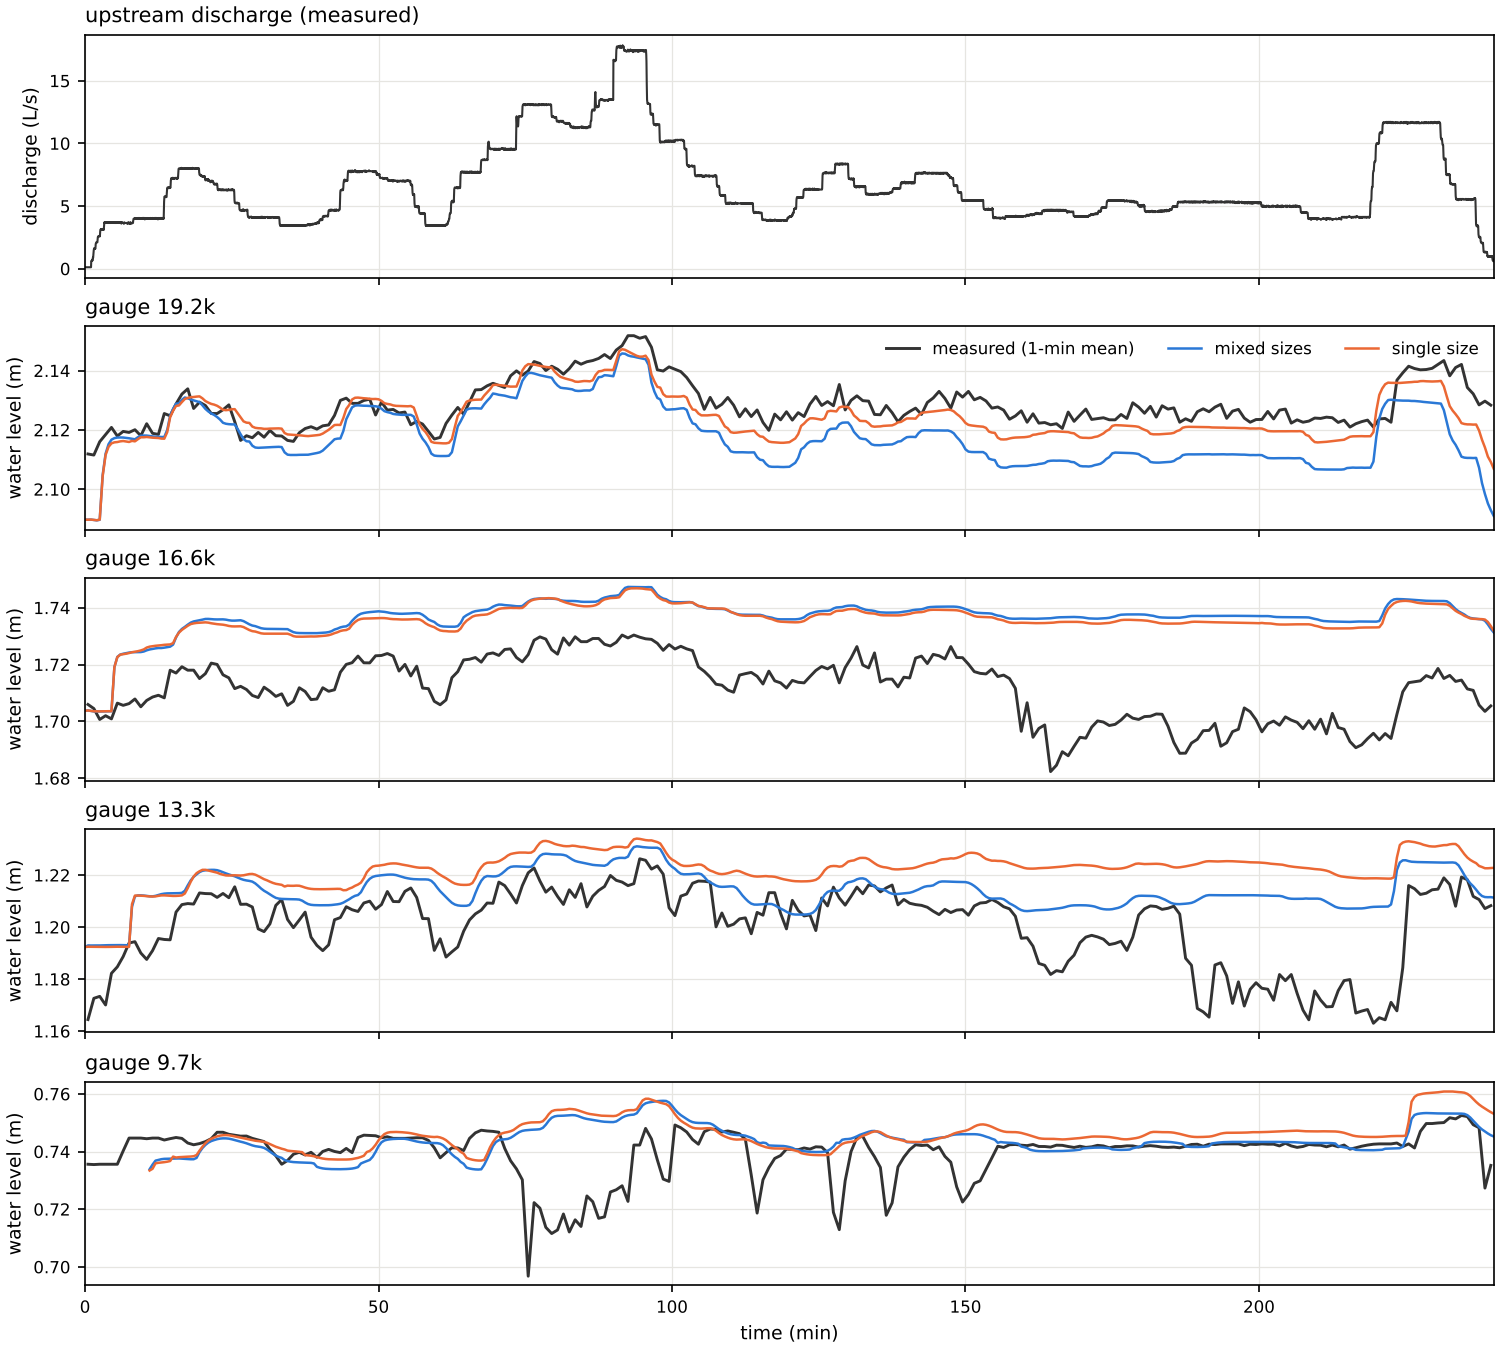 upstream discharge (measured)
15
10
5
0
discharge (L/s)
gauge 19.2k
measured (1-min mean) mixed sizes single size
2.14
2.12
2.10
water level (m)
gauge 16.6k
1.74
1.72
1.70
1.68
water level (m)
gauge 13.3k
1.22
1.20
1.18
1.16
water level (m)
gauge 9.7k
0.76
0.74
0.72
0.70
water level (m)
0 50 100 150 200
time (min)